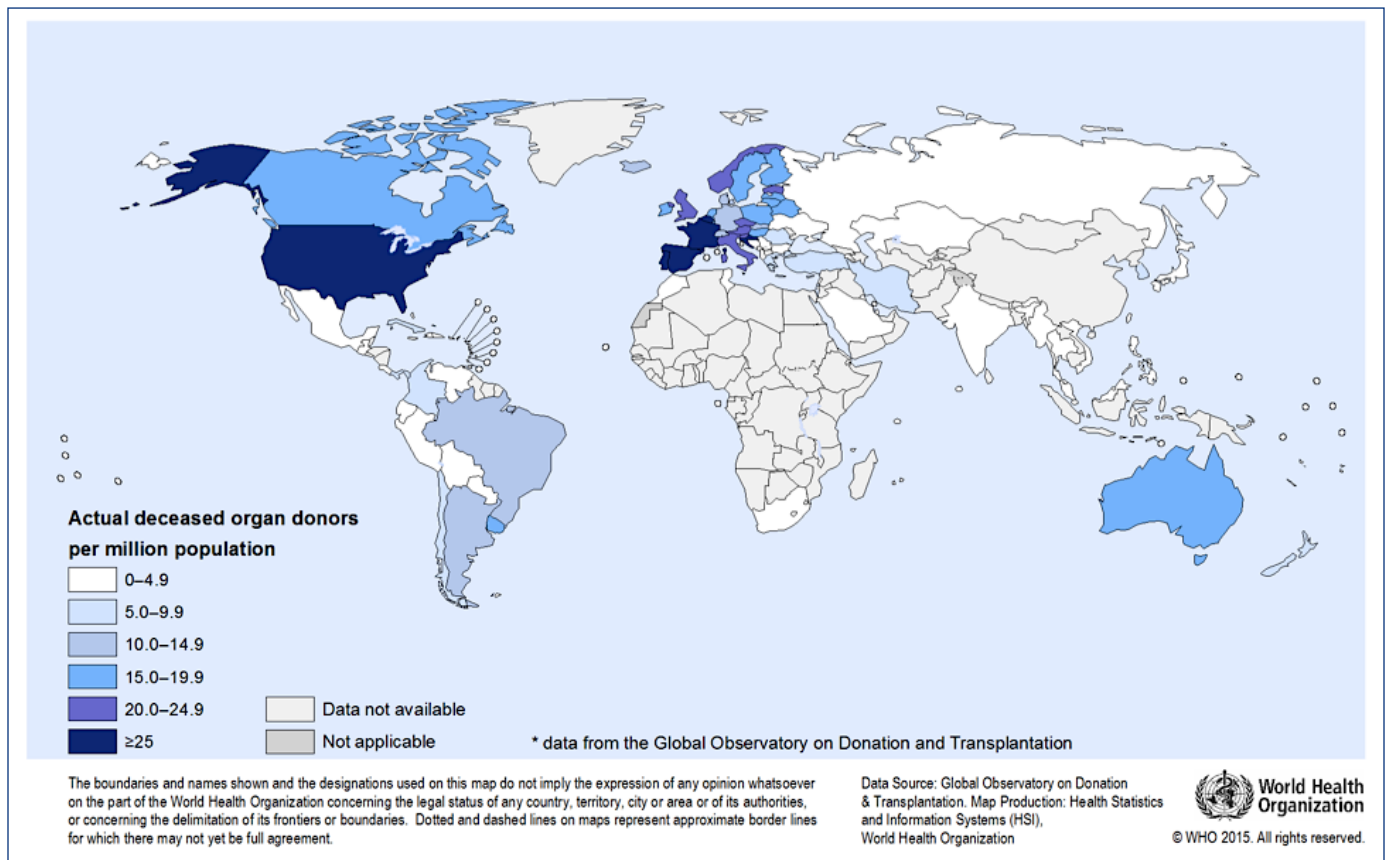 Actual deceased organ donors
per million population
0–4.9
5.0–9.9
10.0–14.9
15.0–19.9
20.0–24.9
≥25
Data not available
Not applicable
* data from the Global Observatory on Donation and Transplantation
The boundaries and names shown and the designations used on this map do not imply the expression of any opinion whatsoever
on the part of the World Health Organization concerning the legal status of any country, territory, city or area or of its authorities,
or concerning the delimitation of its frontiers or boundaries. Dotted and dashed lines on maps represent approximate border lines
for which there may not yet be full agreement.
Data Source: Global Observatory on Donation
& Transplantation. Map Production: Health Statistics
and Information Systems (HSI),
World Health Organization
World Health
Organization
© WHO 2015. All rights reserved.